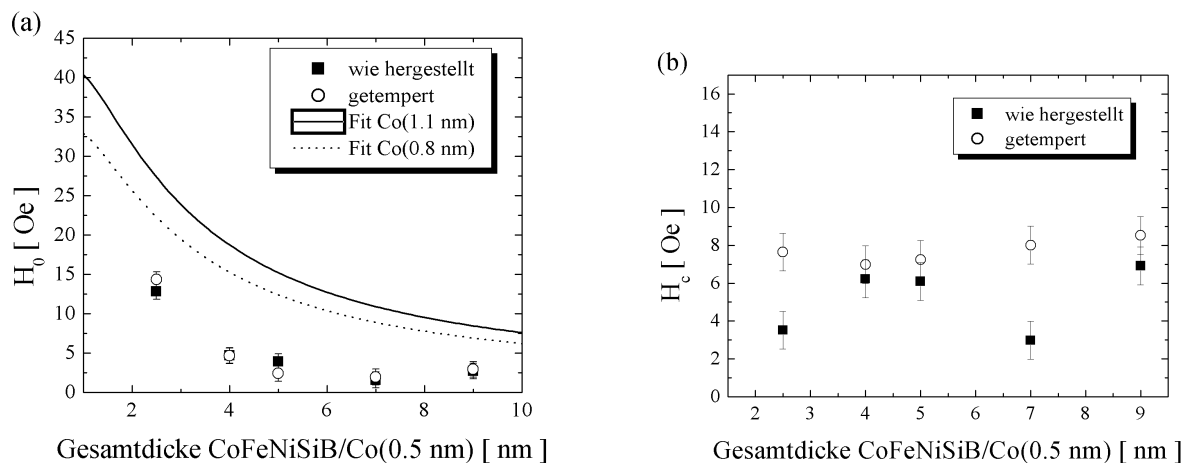 (a)
45
40
35
30
25
20
15
10
5
0
H0 [ Oe ]
wie hergestellt
getempert
Fit Co(1.1 nm)
Fit Co(0.8 nm)
2 4 6 8 10
Gesamtdicke CoFeNiSiB/Co(0.5 nm) [ nm ]
(b)
16
14
12
10
8
6
4
2
0
Hc [ Oe ]
wie hergestellt
getempert
2 3 4 5 6 7 8 9
Gesamtdicke CoFeNiSiB/Co(0.5 nm) [ nm ]